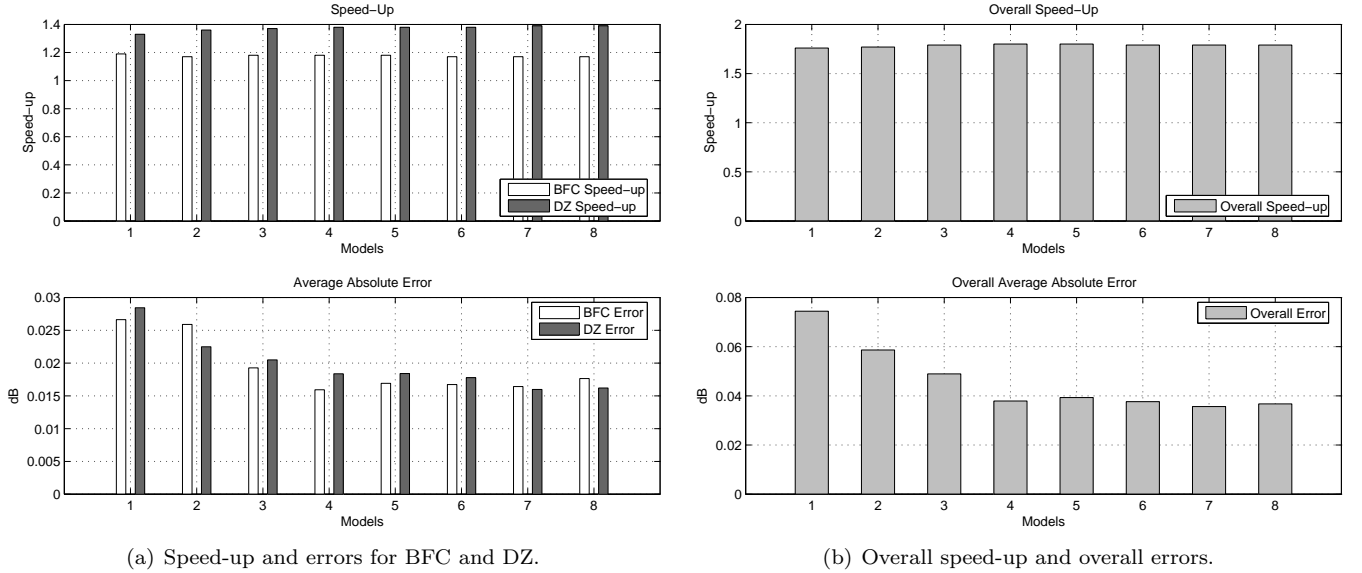 Speed-Up
1.4
1.2
1
0.8
0.6
0.4
0.2
0
Speed-up
BFC Speed-up
DZ Speed-up
1 2 3 4 5 6 7 8
Models
Average Absolute Error
0.03
0.025
0.02
0.015
0.01
0.005
0
dB
BFC Error
DZ Error
1 2 3 4 5 6 7 8
Models
(a) Speed-up and errors for BFC and DZ.
Overall Speed-Up
2
1.5
1
0.5
0
Speed-up
Overall Speed-up
1 2 3 4 5 6 7 8
Models
Overall Average Absolute Error
0.08
0.06
0.04
0.02
0
dB
Overall Error
1 2 3 4 5 6 7 8
Models
(b) Overall speed-up and overall errors.